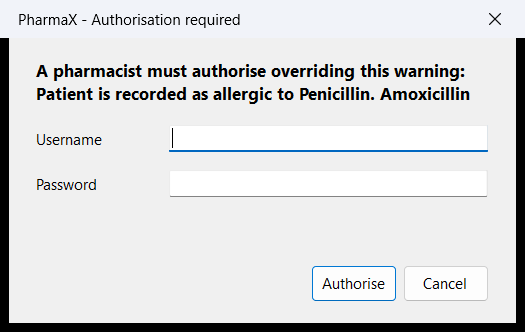 PharmaX - Authorisation required
A pharmacist must authorise overriding this warning:
Patient is recorded as allergic to Penicillin. Amoxicillin
Username
Password
Authorise Cancel